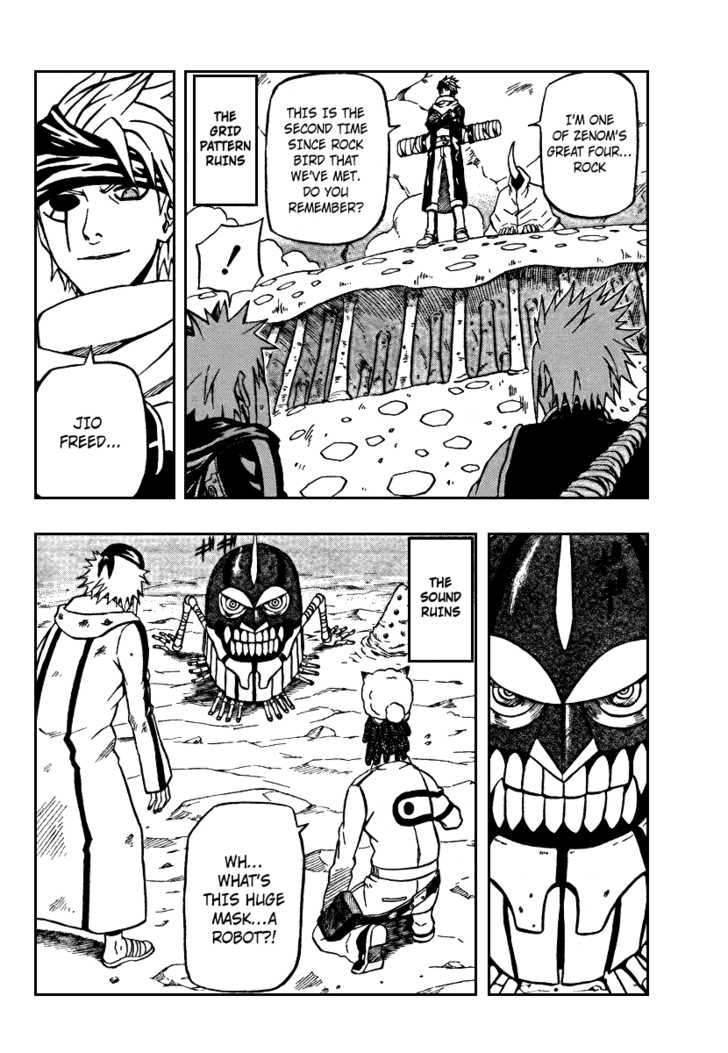 I'M ONE
OF ZENOM'S
GREAT FOUR...
ROCK
THIS IS THE
SECOND TIME
SINCE ROCK
BIRD THAT
WE'VE MET.
DO YOU
REMEMBER?
THE
GRID
PATTERN
RUINS
!
JIO
FREED...
THE
SOUND
RUINS
WH...
WHAT'S
THIS HUGE
MASK...A
ROBOT?!